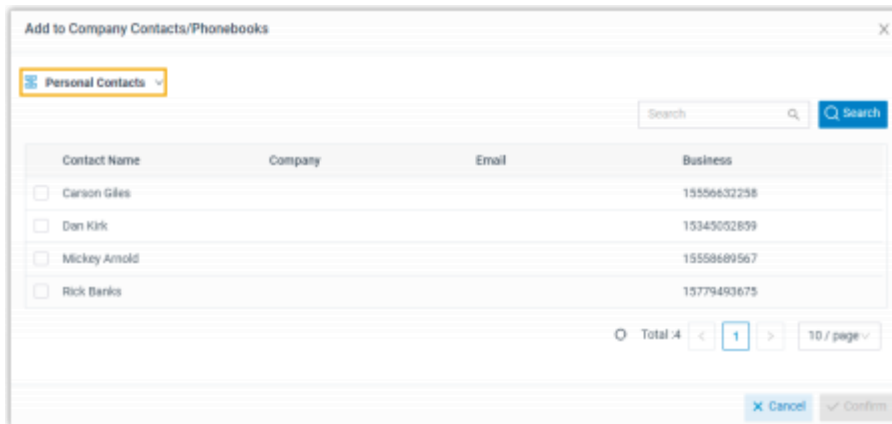 Add to Company Contacts/Phonebooks
Personal Contacts
Search Search
Contact Name Company Email Business
Carson Giles 15556632258
Dan Kirk 15345052859
Mickey Arnold 15558689567
Rick Banks 15779493675
Total :4 < 1 > 10 / page
Cancel Confirm